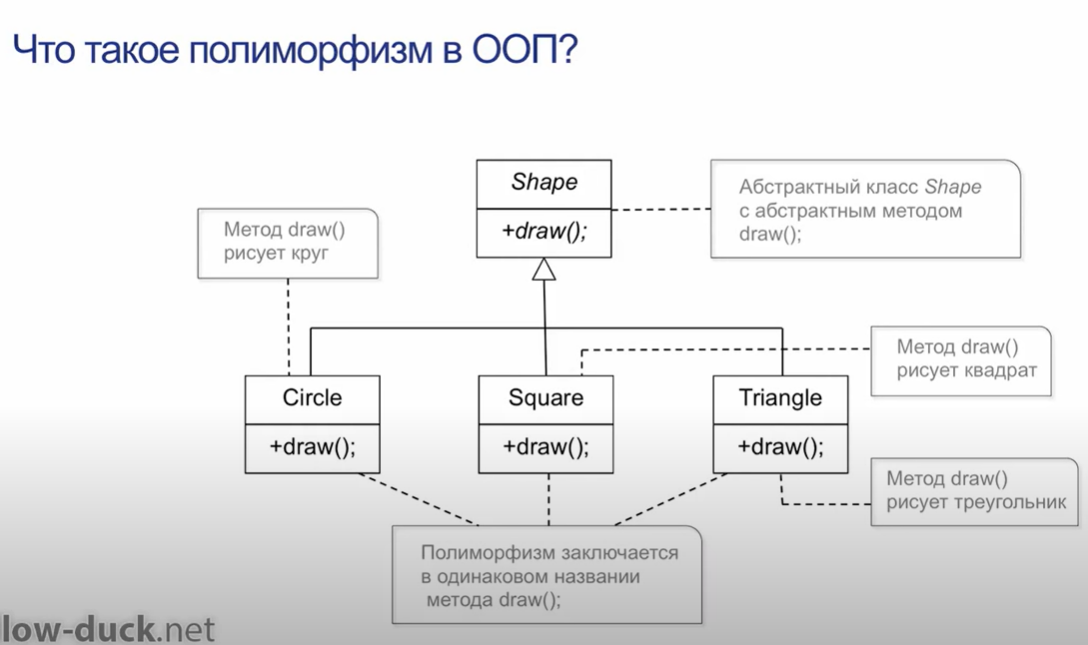 Что такое полиморфизм в ООП?
Shape
+draw();
Абстрактный класс Shape
с абстрактным методом
draw();
Метод draw()
рисует круг
Метод draw()
рисует квадрат
Circle
+draw();
Square
+draw();
Triangle
+draw();
Метод draw()
рисует треугольник
Полиморфизм заключается
в одинаковом названии
метода draw();
low-duck.net